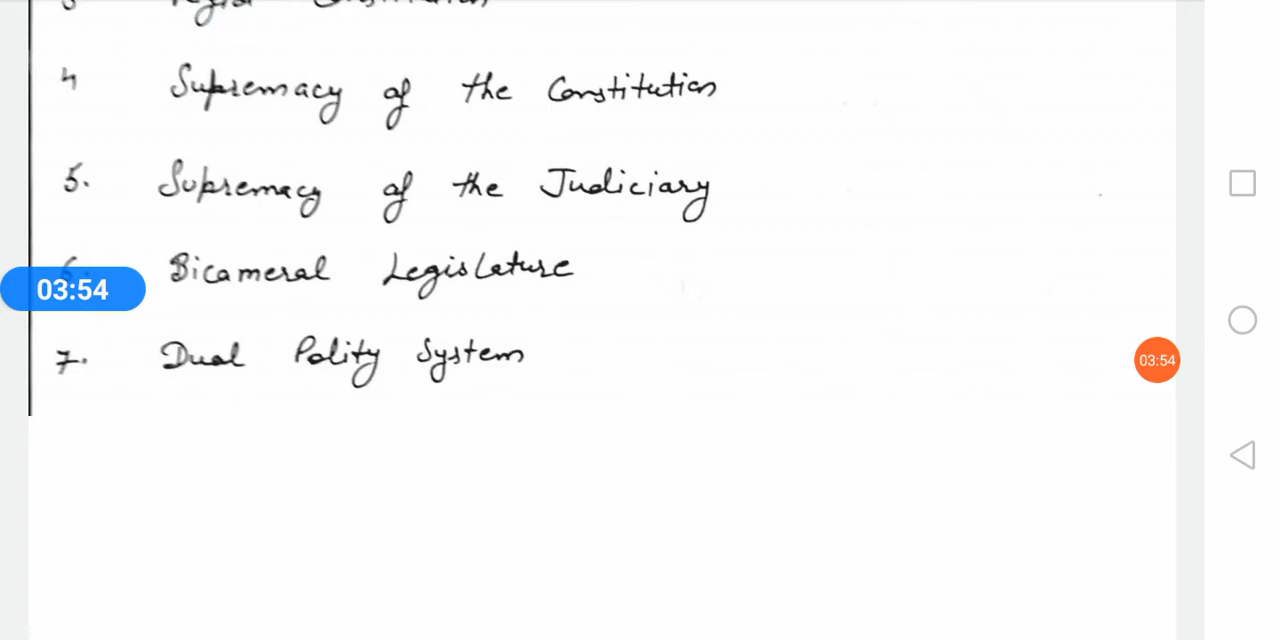 4 Supremacy of the Constitution
5. Supremacy of the Judiciary
6. Bicameral Legislature
03:54
7. Dual Polity System
03:54